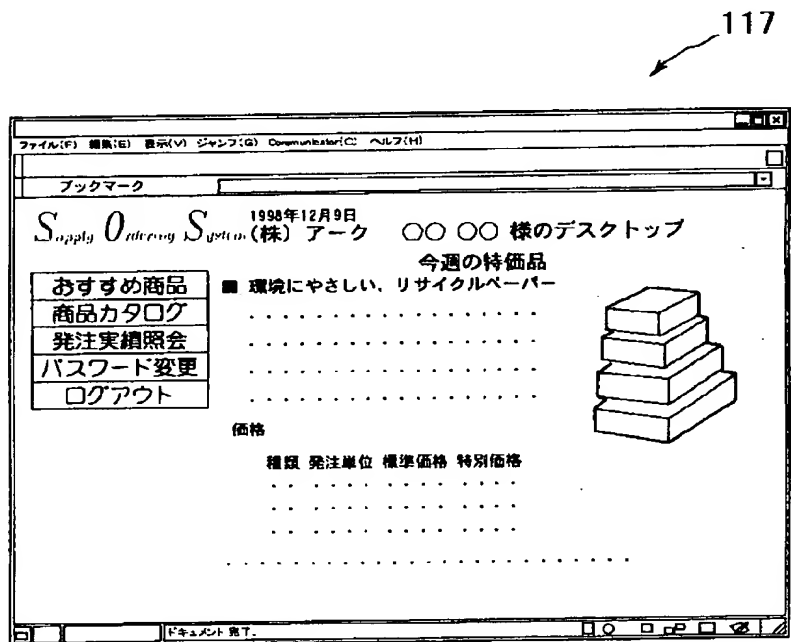 117
ファイル(F) 編集(E) 表示(V) ジャンプ(G) Communicator(C) ヘルプ(H)
ブックマーク
Supply Ordering System
1998年12月9日
(株) アーク ○○ ○○ 様のデスクトップ
今週の特価品
おすすめ商品
商品カタログ
発注実績照会
パスワード変更
ログアウト
■ 環境にやさしい、リサイクルペーパー
価格
種類 発注単位 標準価格 特別価格
ドキュメント 完了.